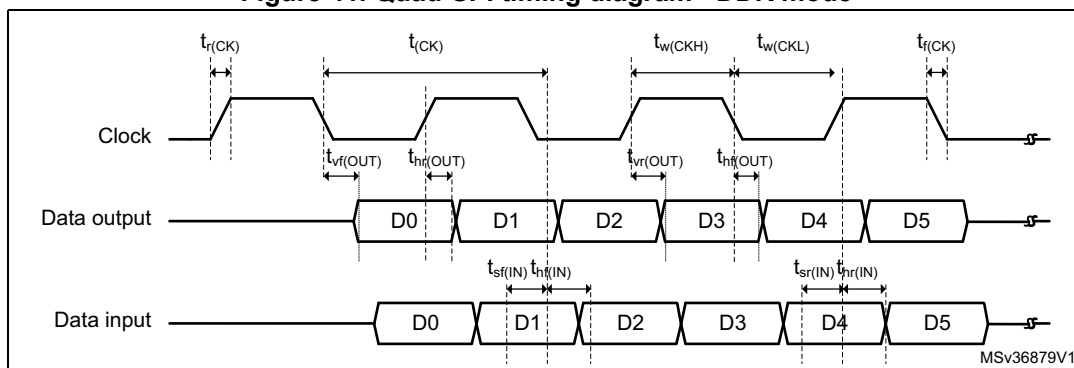 Figure Quad-SPI timing diagram - DDR mode
tr(CK) t(CK) tw(CKH) tw(CKL) tf(CK)
Clock
tvf(OUT) thr(OUT) tvr(OUT) thf(OUT)
Data output D0 D1 D2 D3 D4 D5
tsf(IN) thf(IN) tsr(IN) thr(IN)
Data input D0 D1 D2 D3 D4 D5
MSv36879V1